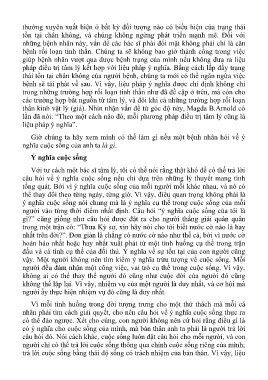 thường xuyên xuất hiện ở bất kỳ đối tượng nào có biểu hiện của trạng thái
tồn tại chân không, và chúng không ngừng phát triển mạnh mẽ. Đối với
những bệnh nhân này, vấn đề các bác sĩ phải đối mặt không phải chỉ là căn
bệnh rối loạn tinh thần. Chúng ta sẽ không bao giờ thành công trong việc
giúp bệnh nhân vượt qua được bệnh trạng của mình nếu không đưa ra liệu
pháp điều trị tâm lý kết hợp với liệu pháp ý nghĩa. Bằng cách lấp đầy trạng
thái tồn tại chân không của người bệnh, chúng ta mới có thể ngăn ngừa việc
bệnh sẽ tái phát về sau. Vì vậy, liệu pháp ý nghĩa được chỉ định không chỉ
trong những trường hợp rối loạn tinh thần như đã đề cập ở trên, mà còn cho
các trường hợp bắt nguồn từ tâm lý, và đôi khi cả những trường hợp rối loạn
thần kinh vật lý (giả). Nhìn nhận vấn đề từ góc độ này, Magda B.Arnold có
lần đã nói: “Theo một cách nào đó, mỗi phương pháp điều trị tâm lý cũng là
liệu pháp ý nghĩa”.
Giờ chúng ta hãy xem mình có thể làm gì nếu một bệnh nhân hỏi về ý
nghĩa cuộc sống của anh ta là gì.
Ý nghĩa cuộc sống
Với tư cách một bác sĩ tâm lý, tôi có thể nói rằng thật khó để có thể trả lời
câu hỏi về ý nghĩa cuộc sống nếu chỉ dựa trên những lý thuyết mang tính
tổng quát. Bởi vì ý nghĩa cuộc sống của mỗi người mỗi khác nhau, và nó có
thể thay đổi theo từng ngày, từng giờ. Vì vậy, điều quan trọng không phải là
ý nghĩa cuộc sống nói chung mà là ý nghĩa cụ thể trong cuộc sống của mỗi
người vào từng thời điểm nhất định. Câu hỏi “ý nghĩa cuộc sống của tôi là
gì?” cũng giống như câu hỏi được đặt ra cho người thắng giải quán quân
trong một trận cờ: “Thưa Kỳ sư, xin hãy nói cho tôi biết nước cờ nào là hay
nhất trên đời?”. Đơn giản là chẳng có nước cờ nào như thế cả, bởi vì nước cờ
hoàn hảo nhất hoặc hay nhất xuất phát từ một tình huống cụ thể trong trận
đấu và cá tính cụ thể của đối thủ. Ý nghĩa về sự tồn tại của con người cũng
vậy. Một người không nên tìm kiếm ý nghĩa trừu tượng về cuộc sống. Mỗi
người đều đảm nhận một công việc, vai trò cụ thể trong cuộc sống. Vì vậy,
không ai có thể thay thế người đó cũng như cuộc đời của người đó cũng
không thể lặp lại. Vì vậy, nhiệm vụ của một người là duy nhất, và cơ hội mà
người ấy thực hiện nhiệm vụ đó cũng là duy nhất.
Vì mỗi tình huống trong đời tượng trưng cho một thử thách mà mỗi cá
nhân phải tìm cách giải quyết, cho nên câu hỏi về ý nghĩa cuộc sống thực ra
có thể đảo ngược. Xét cho cùng, con người không nên cứ hỏi rằng điều gì là
có ý nghĩa cho cuộc sống của mình, mà bản thân anh ta phải là người trả lời
câu hỏi đó. Nói cách khác, cuộc sống luôn đặt câu hỏi cho mỗi người, và con
người chỉ có thể trả lời cuộc sống thông qua chính cuộc sống riêng của mình;
trả lời cuộc sống bằng thái độ sống có trách nhiệm của bản thân. Vì vậy, liệu